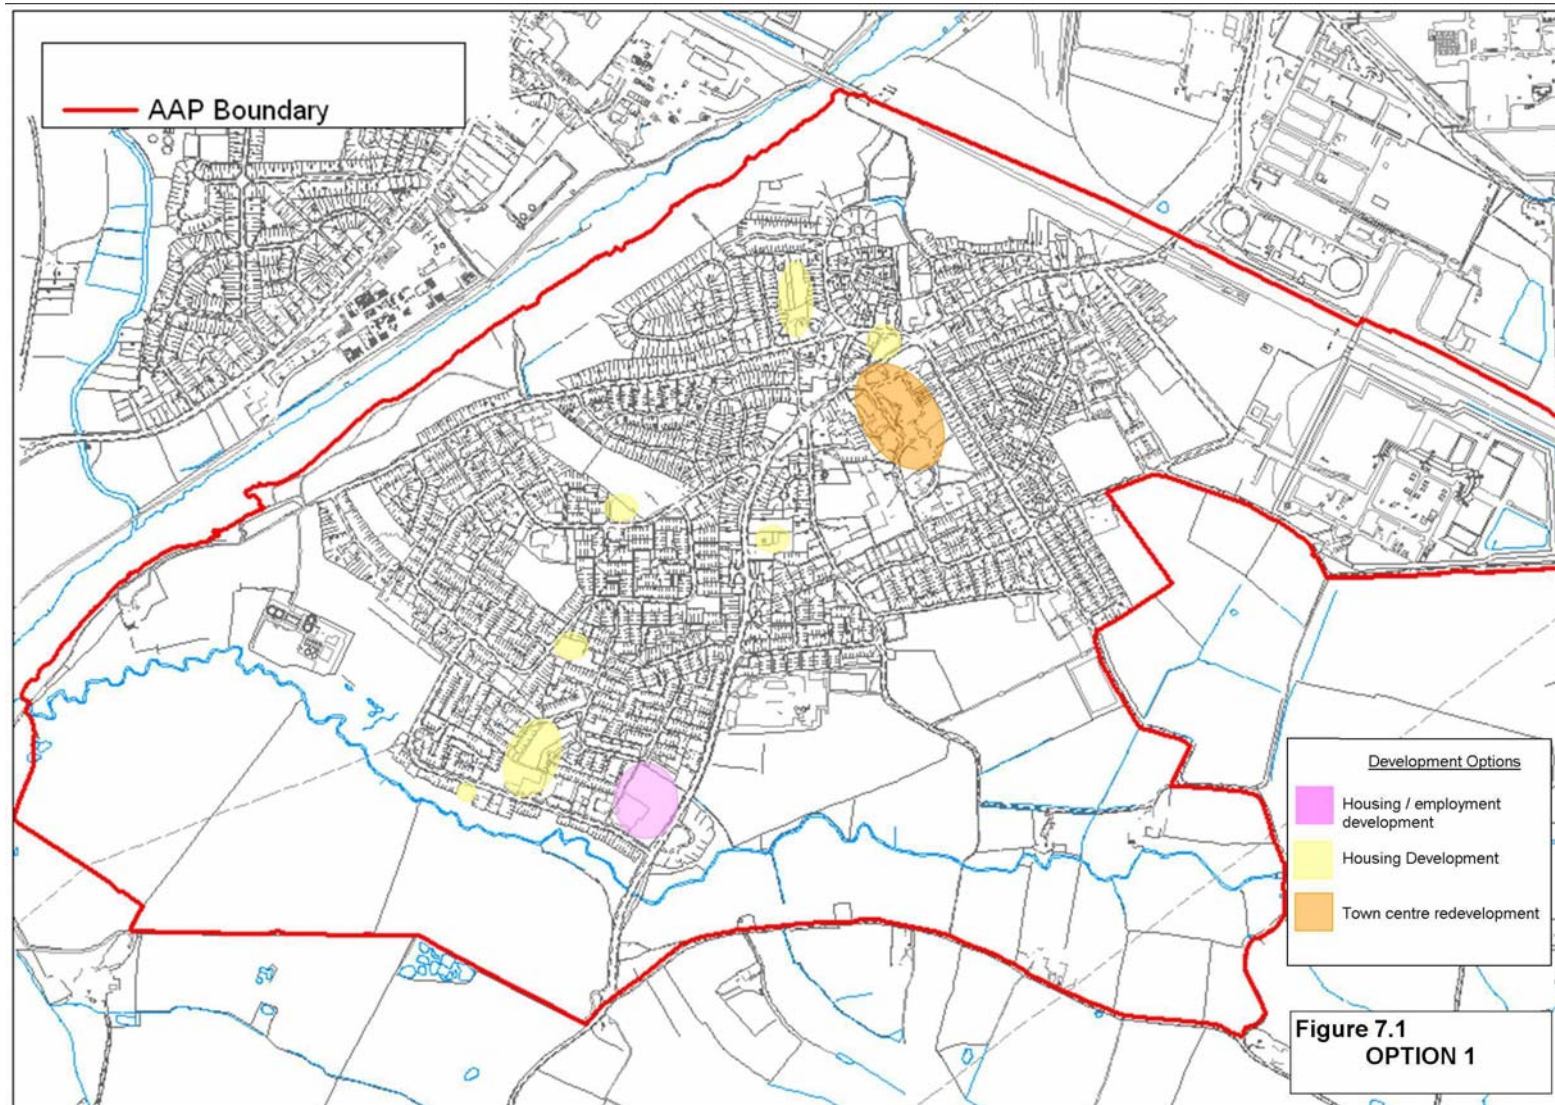 AAP Boundary
Development Options
Housing / employment
development
Housing Development
Town centre redevelopment
Figure 7.1
OPTION 1